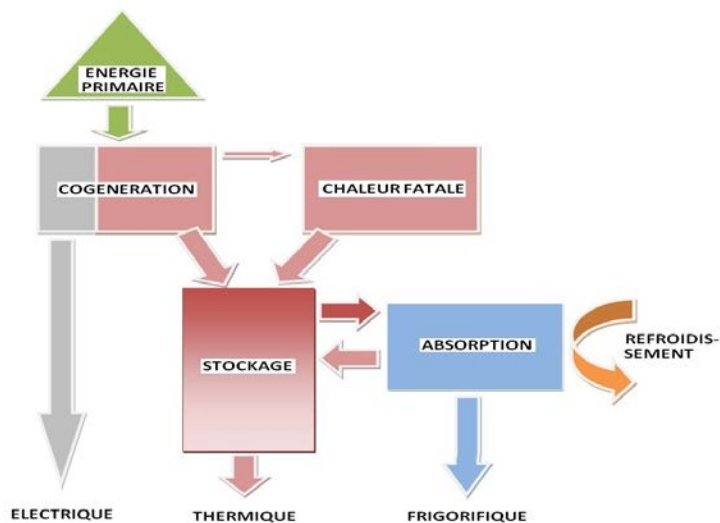 ENERGIE
PRIMAIRE
COGENERATION
CHALEUR FATALE
STOCKAGE
ABSORPTION
REFROIDIS-
SEMENT
ELECTRIQUE
THERMIQUE
FRIGORIFIQUE